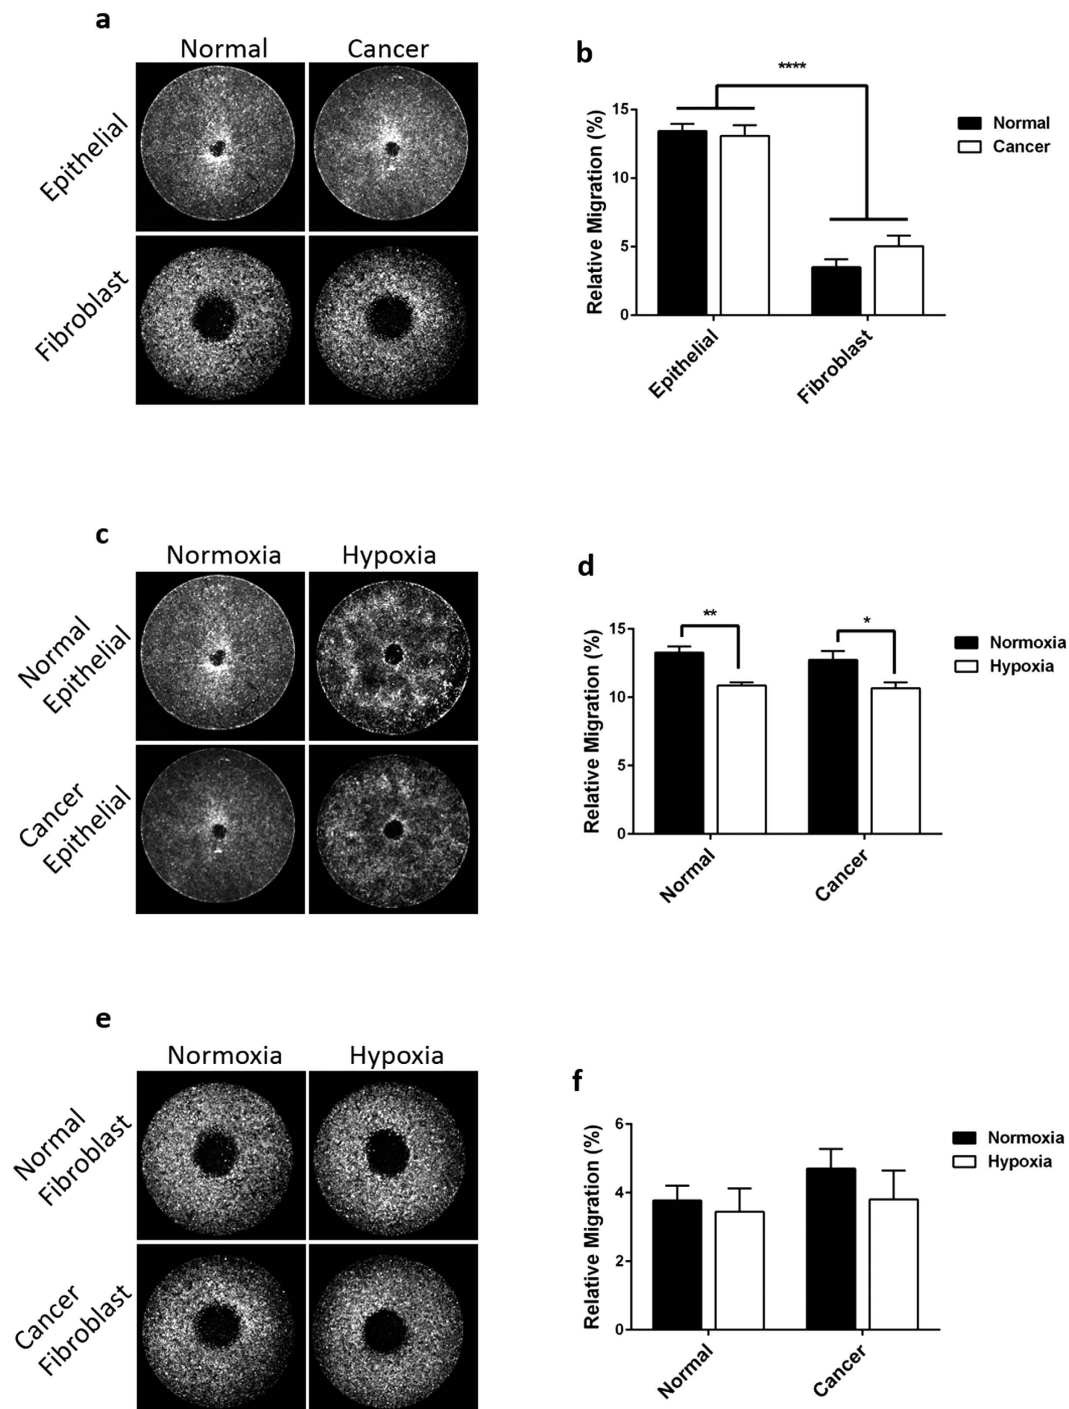 a
Normal Cancer
Epithelial
Fibroblast
b
****
Relative Migration (%)
15
10
5
0
Epithelial
Fibroblast
Normal
Cancer
c
Normoxia Hypoxia
Normal
Epithelial
Cancer
Epithelial
d
**
*
Relative Migration (%)
15
10
5
0
Normal
Cancer
Normoxia
Hypoxia
e
Normoxia Hypoxia
Normal
Fibroblast
Cancer
Fibroblast
f
Relative Migration (%)
6
4
2
0
Normal
Cancer
Normoxia
Hypoxia